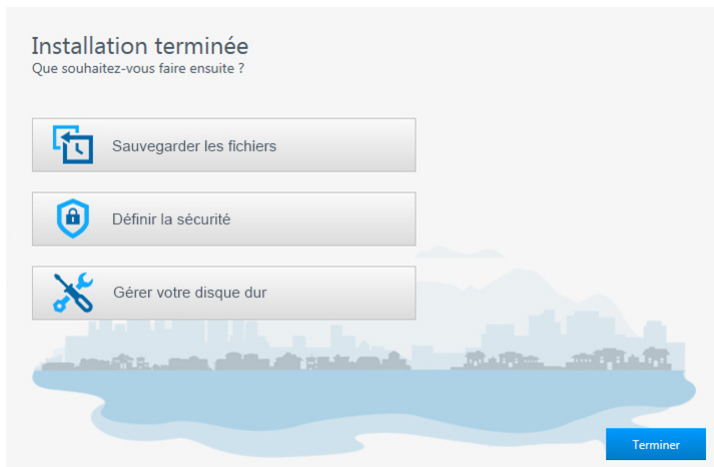 Installation terminée
Que souhaitez-vous faire ensuite ?
Sauvegarder les fichiers
Définir la sécurité
Gérer votre disque dur
Terminer